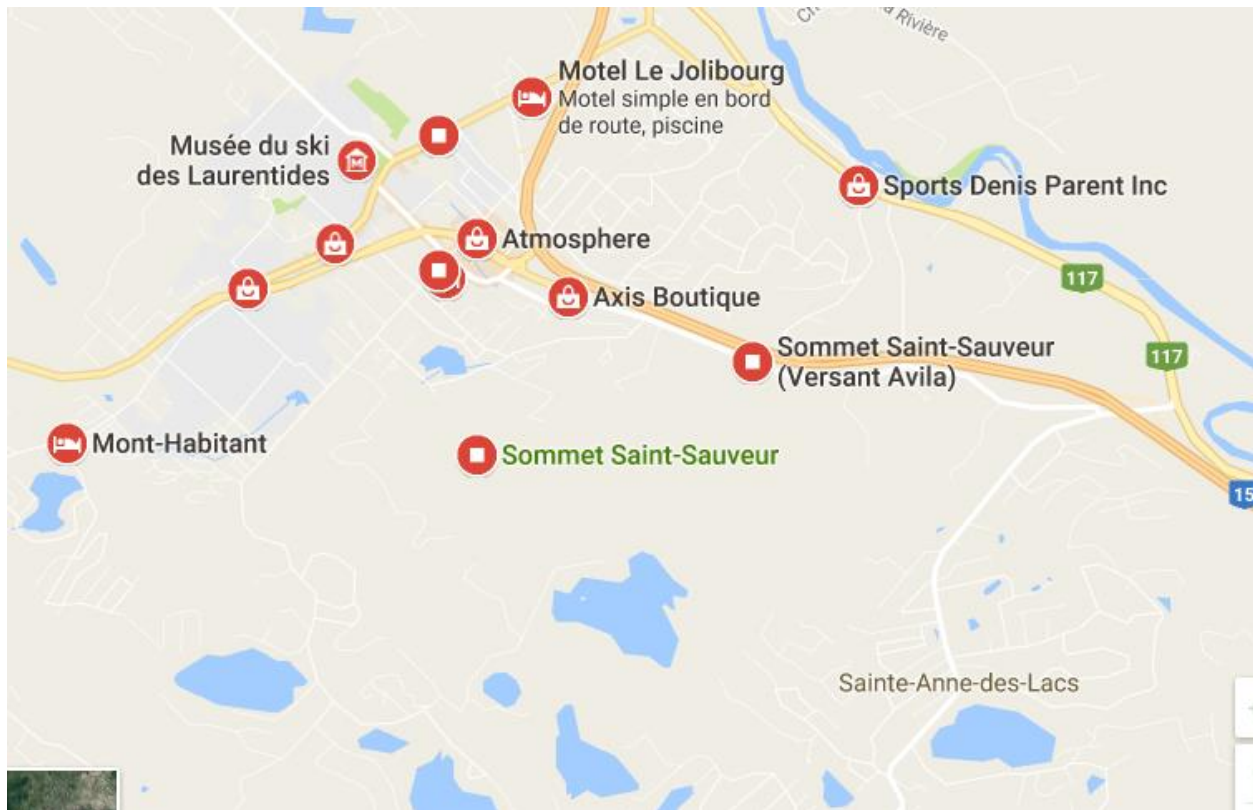 a Rivière
Motel Le Jolibourg
Motel simple en bord
de route, piscine
Musée du ski
des Laurentides
Sports Denis Parent Inc
Atmosphere
117
Axis Boutique
Sommet Saint-Sauveur
(Versant Avila)
117
Mont-Habitant
Sommet Saint-Sauveur
15
Sainte-Anne-des-Lacs